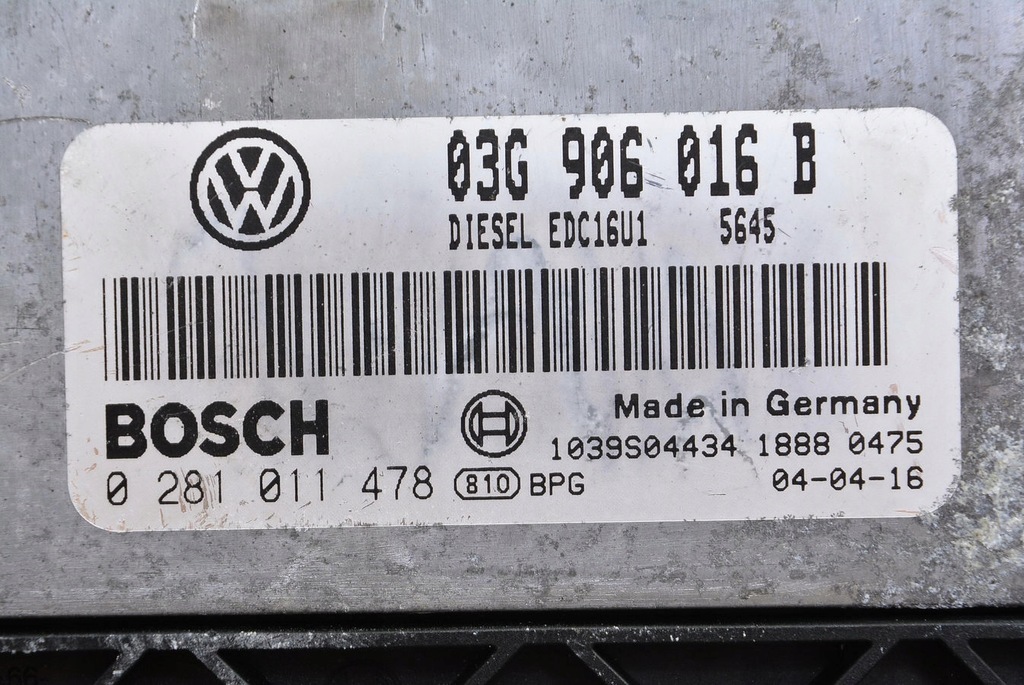 03G 906 016 B
DIESEL EDC16U1 5645
BOSCH
Made in Germany
1039S04434 1888 0475
0 281 011 478 810 BPG 04-04-16